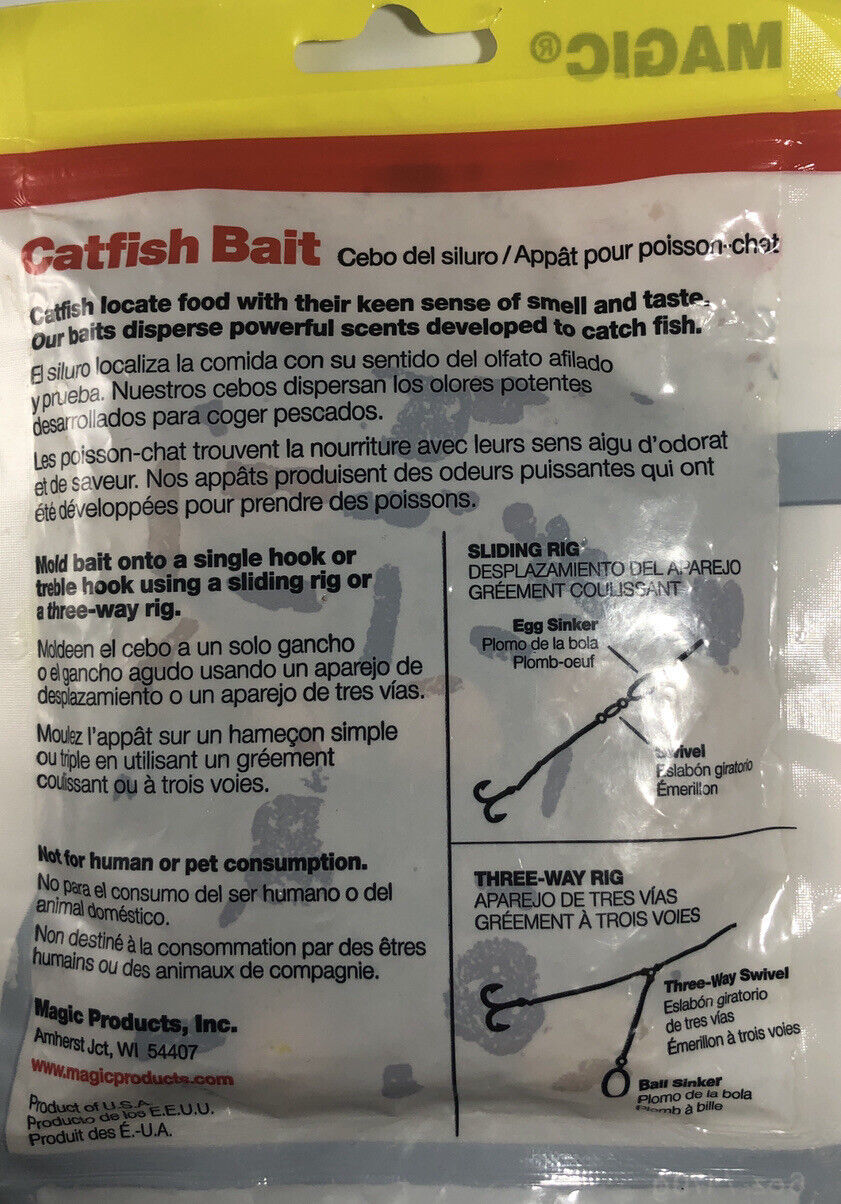 MAGIC®
Catfish Bait Cebo del siluro/Appât pour poisson-chat
Catfish locate food with their keen sense of smell and taste.
Our baits disperse powerful scents developed to catch fish.
El siluro localiza la comida con su sentido del olfato afilado
y prueba. Nuestros cebos dispersan los olores potentes
desarrollados para coger pescados.
Les poisson-chat trouvent la nourriture avec leurs sens aigu d'odorat
et de saveur. Nos appâts produisent des odeurs puissantes qui ont
été développées pour prendre des poissons.
Mold bait onto a single hook or
treble hook using a sliding rig or
a three-way rig.
Moldeen el cebo a un solo gancho
o el gancho agudo usando un aparejo de
desplazamiento o un aparejo de tres vías.
Moulez l'appât sur un hameçon simple
ou triple en utilisant un gréement
coulissant ou à trois voies.
Not for human or pet consumption.
No para el consumo del ser humano o del
animal doméstico.
Non destiné à la consommation par des êtres
humains ou des animaux de compagnie.
Magic Products, Inc.
Amherst Jct, WI 54407
www.magicproducts.com
Product of U.S.A.
Producto de los E.E.U.U.
Produit des É.-U.A.
SLIDING RIG
DESPLAZAMIENTO DEL APAREJO
GRÉEMENT COULISSANT
Egg Sinker
Plomo de la bola
Plomb-oeuf
Swivel
Eslabón giratorio
Émerillon
THREE-WAY RIG
APAREJO DE TRES VÍAS
GRÉEMENT À TROIS VOIES
Three-Way Swivel
Eslabón giratorio
de tres vías
Émerillon à trois voies
Ball Sinker
Plomo de la bola
Plomb à bille